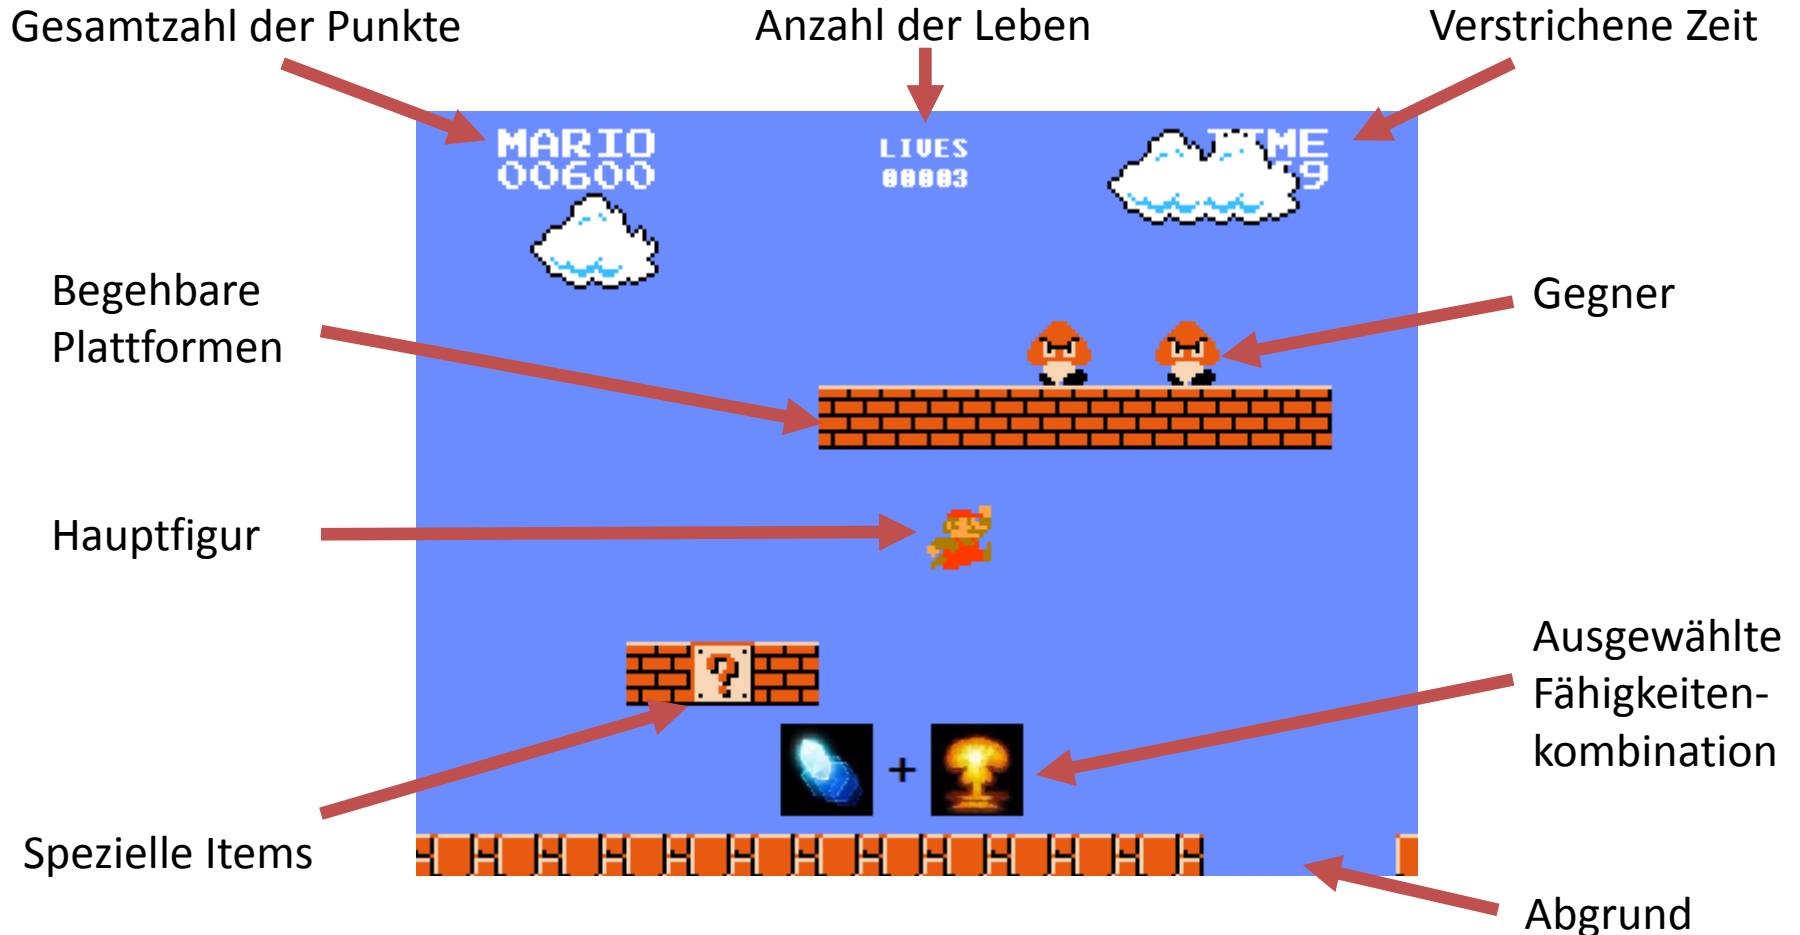 Gesamtzahl der Punkte
Anzahl der Leben
Verstrichene Zeit
MARIO
00600
LIVES
00003
Begehbare
Plattformen
Gegner
Hauptfigur
?
Ausgewählte
Fähigkeiten-
kombination
+
Spezielle Items
Abgrund